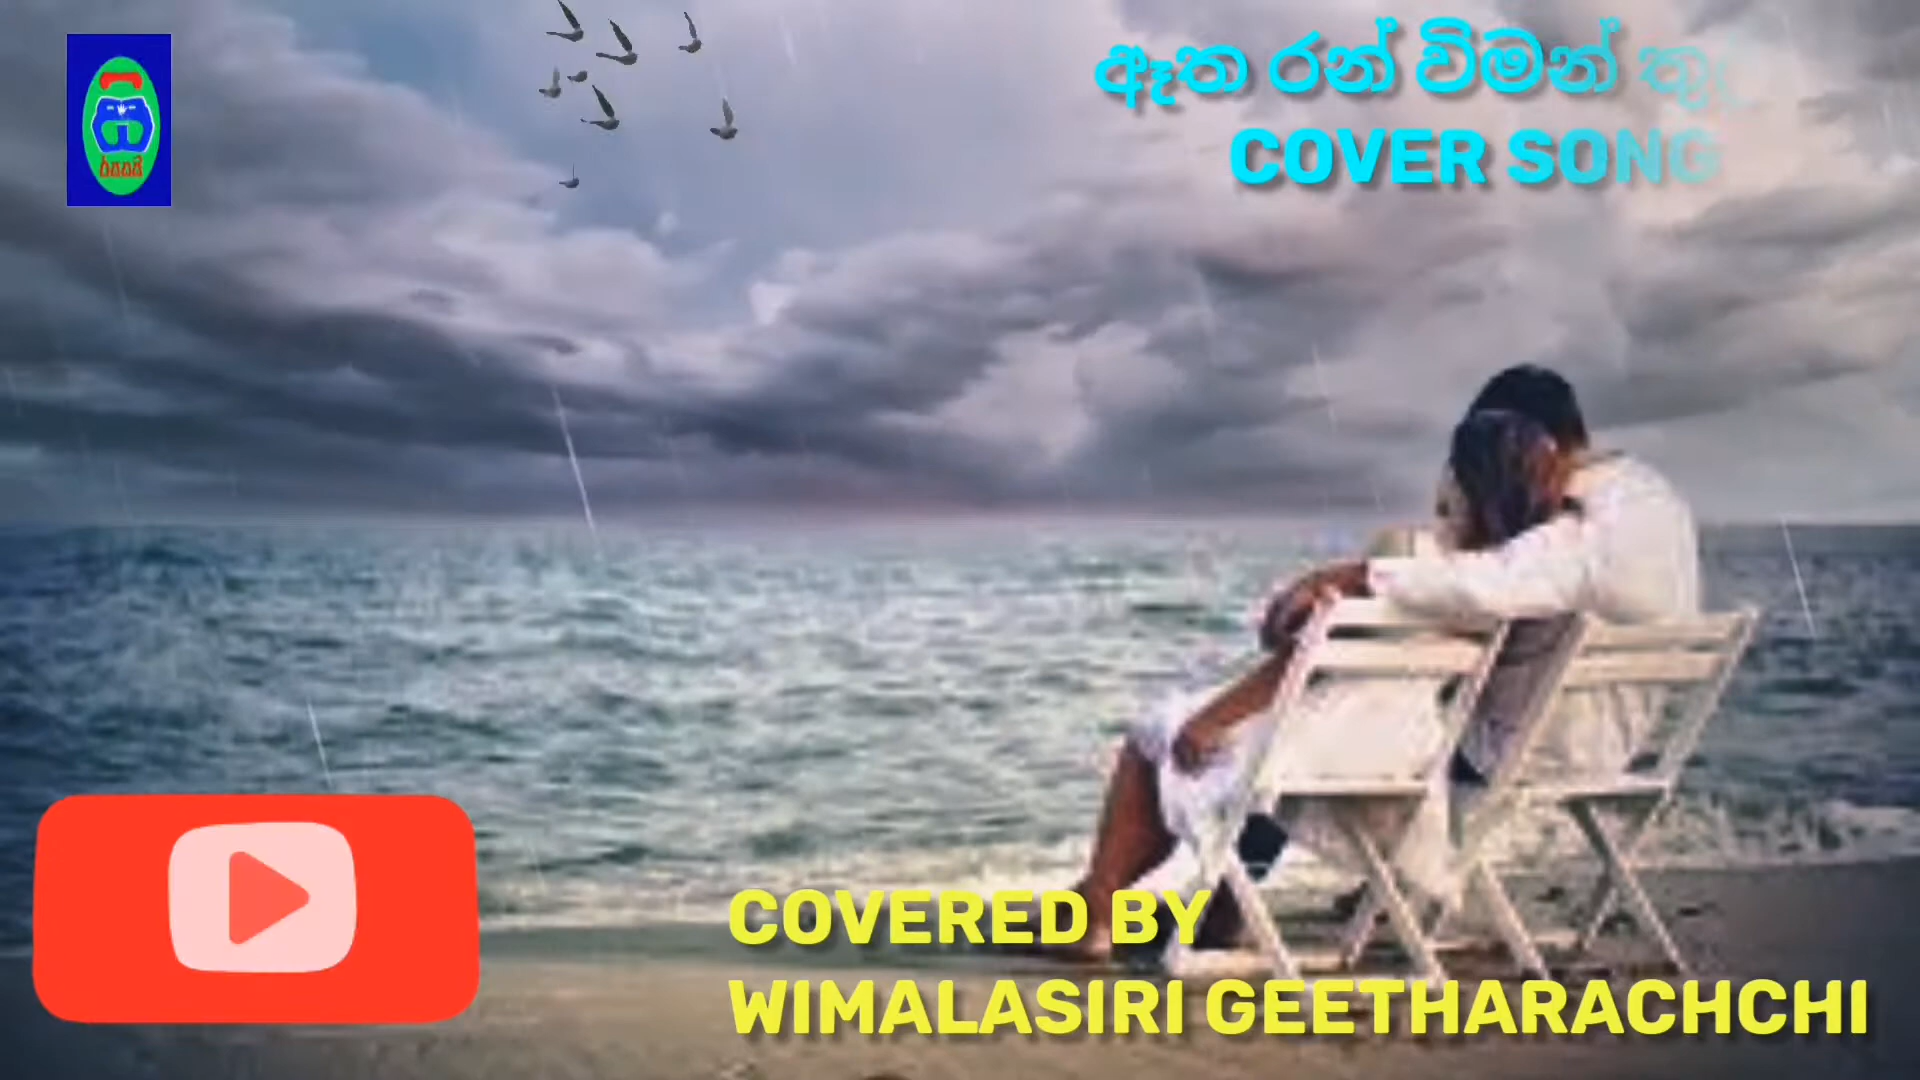 ඈත රන් විමන්
COVER SONG
COVERED BY
WIMALASIRI GEETHARACHCHI